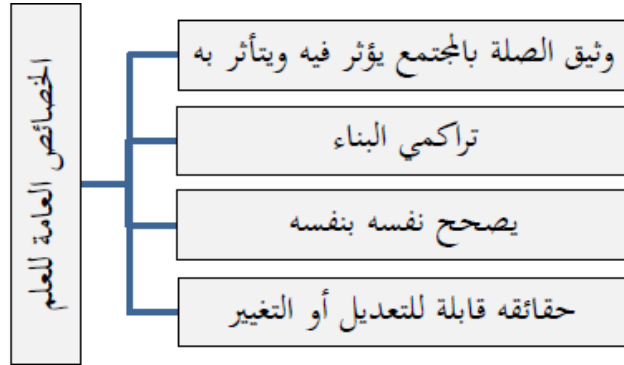 الخصائص العامة للعلم
وثيق الصلة بالمجتمع يؤثر فيه ويتأثر به
تراكمي البناء
يصحح نفسه بنفسه
حقائقه قابلة للتعديل أو التغيير